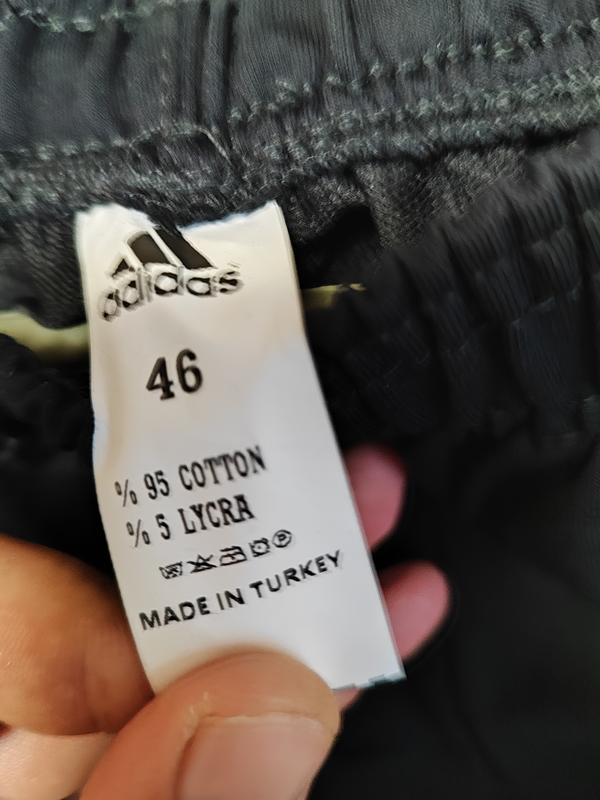 adidas
46
% 95 COTTON
% 5 LYCRA
MADE IN TURKEY